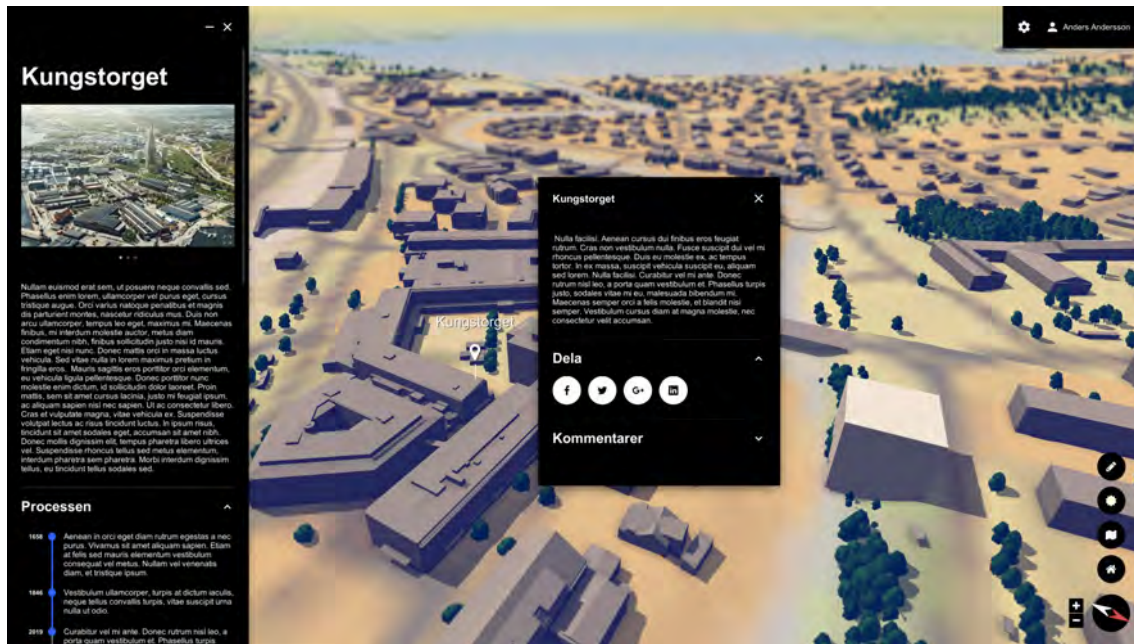 Anders Andersson
Kungstorget
Nullam euismod erat sem, ut posuere neque convallis sed.
Phasellus enim lorem, ullamcorper vel purus eget, cursus
tristique augue. Orci varius natoque penatibus et magnis
dis parturient montes, nascetur ridiculus mus. Duis non
arcu ullamcorper, tempus leo eget, maximus mi. Maecenas
finibus, mi interdum molestie auctor, metus diam
condimentum nibh, finibus sollicitudin justo nisi id mauris.
Etiam eget nisi nunc. Donec mattis orci in massa luctus
vehicula. Sed vitae nulla in lorem maximus pretium in
fringilla eros. Mauris sagittis eros porttitor orci elementum,
eu vehicula ligula pellentesque. Donec porttitor nunc
molestie enim dictum, id sollicitudin dolor laoreet. Proin
mattis, sem sit amet cursus lacinia, justo mi feugiat ipsum,
ac aliquam sapien nisi nec sapien. Ut ac consectetur libero.
Cras et vulputate magna, vitae vehicula ex. Suspendisse
volutpat lectus ac risus tincidunt luctus. In ipsum risus,
tincidunt sit amet sodales eget, accumsan sit amet nibh.
Donec mollis dignissim elit, tempus pharetra libero ultrices
vel. Suspendisse rhoncus tellus sed metus elementum,
interdum pharetra sem pharetra. Morbi interdum dignissim
tellus, eu tincidunt tellus sodales sed.
Processen
1658
Aenean in orci eget diam rutrum egestas a nec
purus. Vivamus sit amet aliquam sapien. Etiam
at felis sed mauris elementum vestibulum
consequat vel metus. Nullam vel venenatis
diam, et tristique ipsum.
1846
Vestibulum ullamcorper, turpis at dictum iaculis,
neque tellus convallis turpis, vitae suscipit urna
nulla ut odio.
2019
Curabitur vel mi ante. Donec rutrum nisl leo, a
porta quam vestibulum et. Phasellus turpis
Kungstorget
Kungstorget
Nulla facilisi. Aenean cursus dui finibus eros feugiat
rutrum. Cras non vestibulum nulla. Fusce suscipit dui vel mi
rhoncus pellentesque. Duis eu molestie ex, ac tempus
tortor. In ex massa, suscipit vehicula suscipit eu, aliquam
sed lorem. Nulla facilisi. Curabitur vel mi ante. Donec
rutrum nisl leo, a porta quam vestibulum et. Phasellus turpis
justo, sodales vitae mi eu, malesuada bibendum mi.
Maecenas semper orci a felis molestie, et blandit nisi
semper. Vestibulum cursus diam at magna molestie, nec
consectetur velit accumsan.
Dela
f
G+
in
Kommentarer